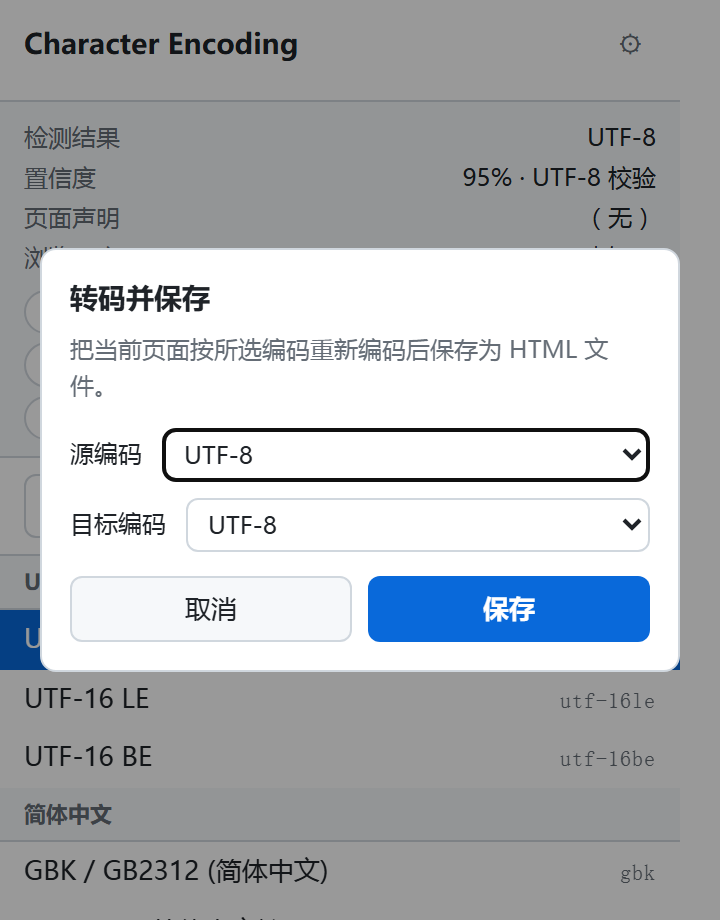 Character Encoding
检测结果 UTF-8
置信度 95% · UTF-8 校验
页面声明 （无）
转码并保存
把当前页面按所选编码重新编码后保存为 HTML 文
件。
源编码 UTF-8
目标编码 UTF-8
取消 保存
UTF-16 LE utf-16le
UTF-16 BE utf-16be
简体中文
GBK / GB2312 (简体中文) gbk